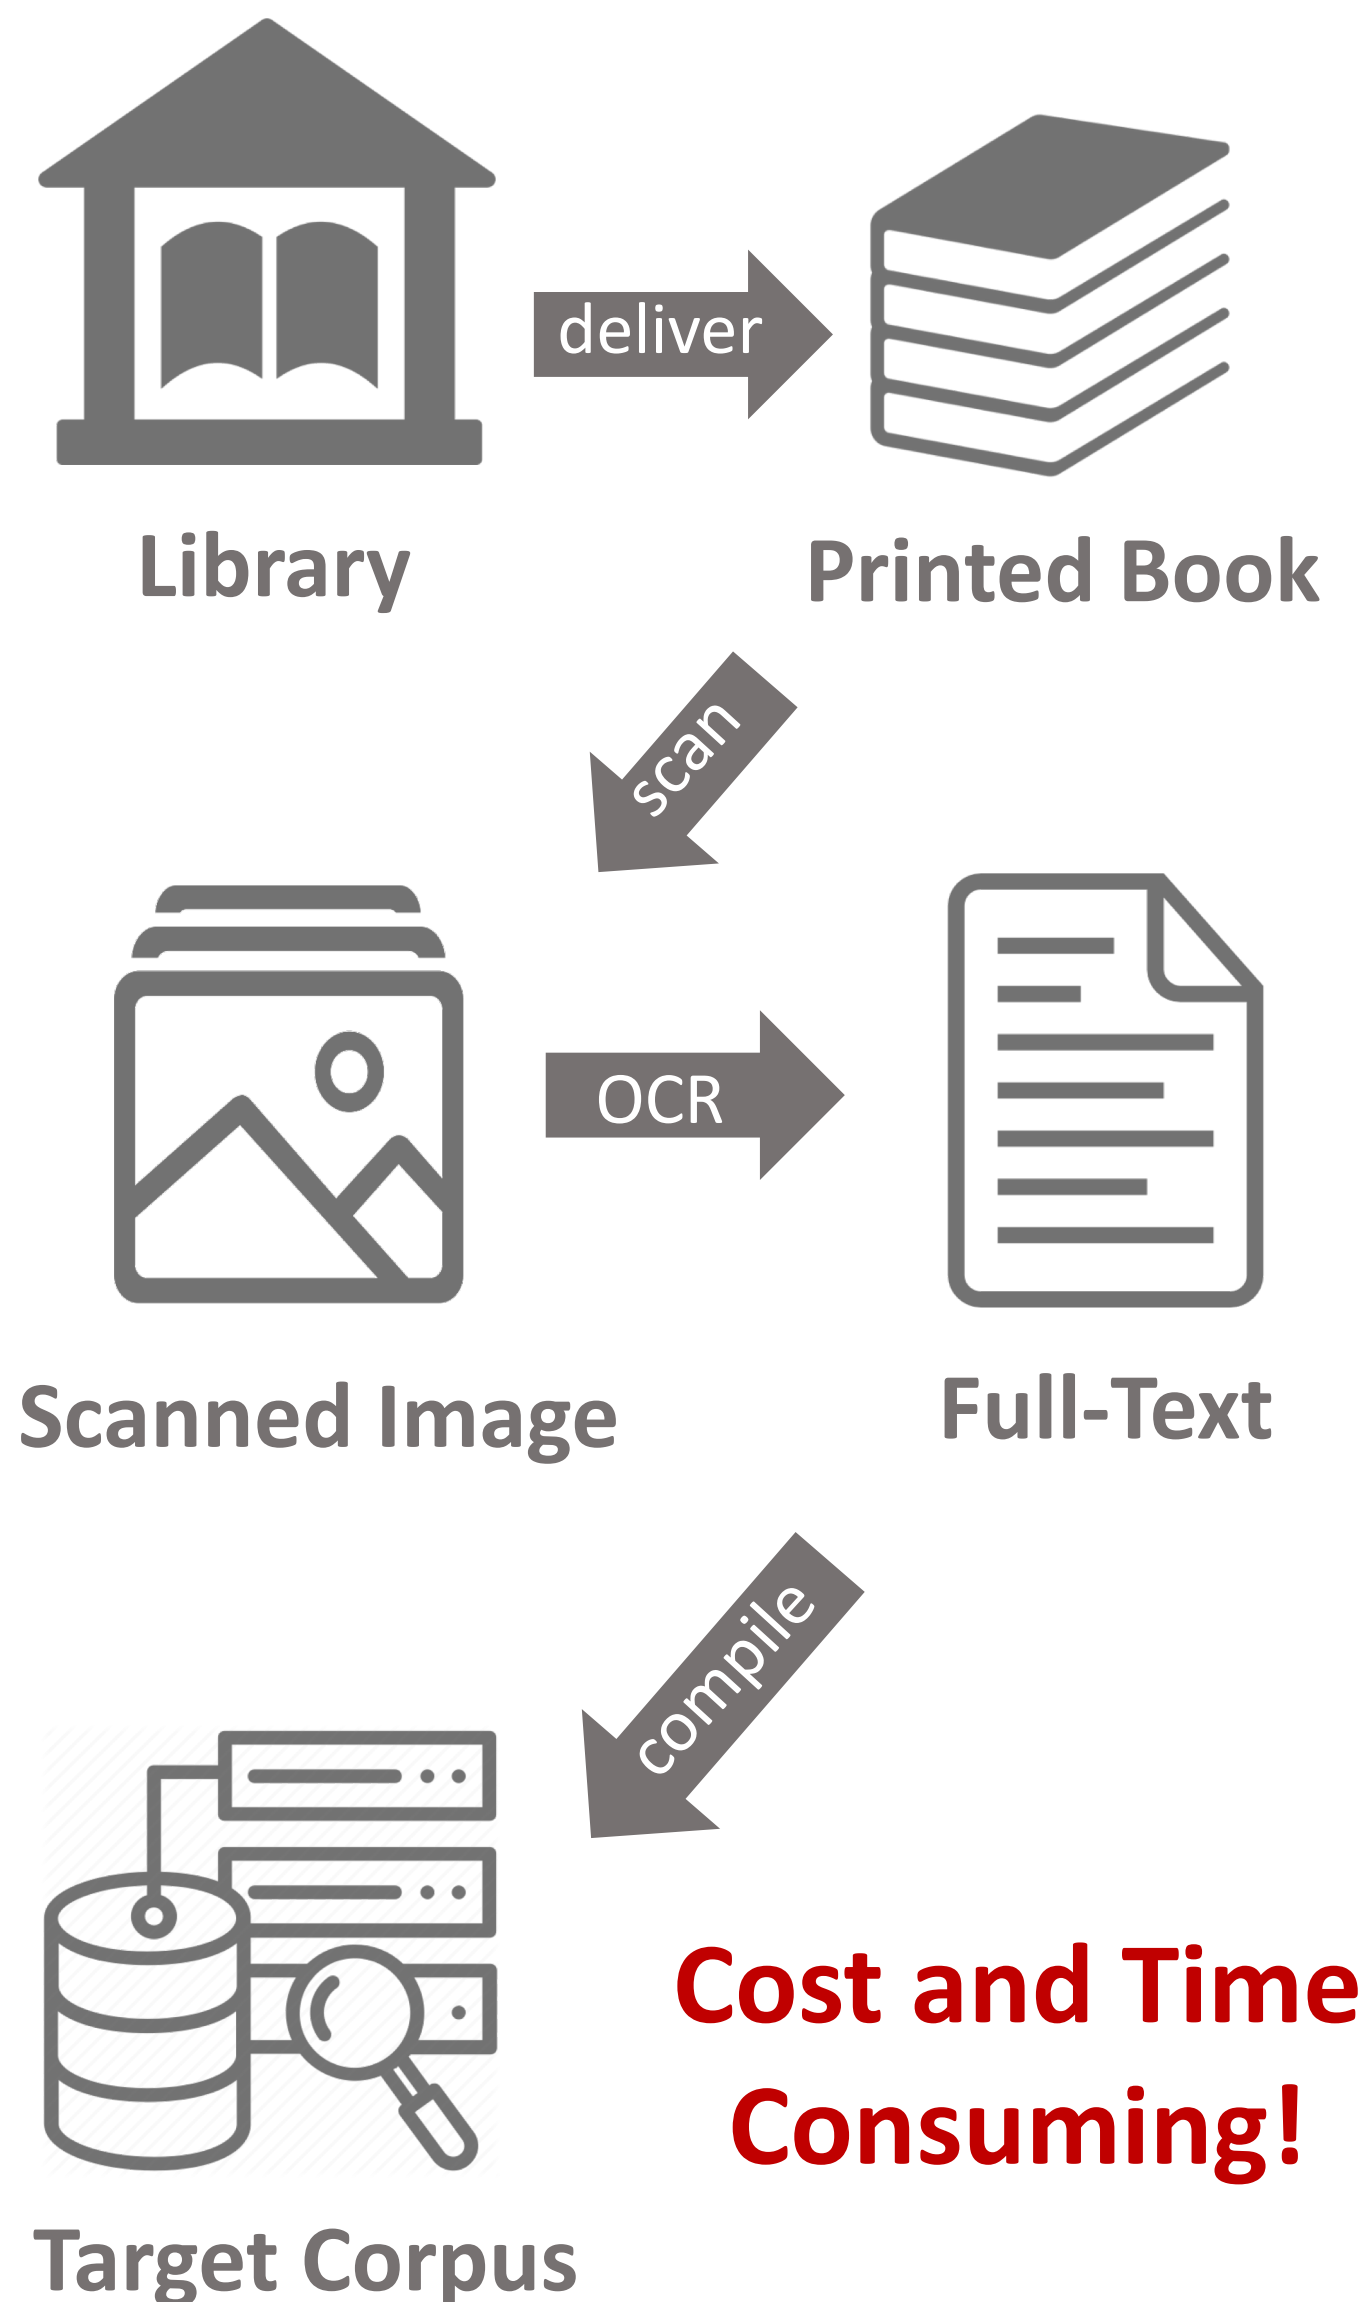 deliver
Library
Printed Book
scan
OCR
Scanned Image
Full-Text
compile
Cost and Time
Consuming!
Target Corpus